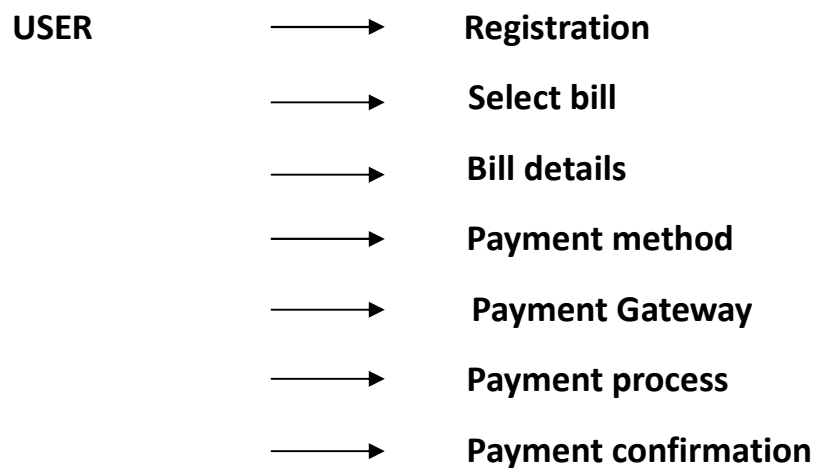 USER Registration
Select bill
Bill details
Payment method
Payment Gateway
Payment process
Payment confirmation